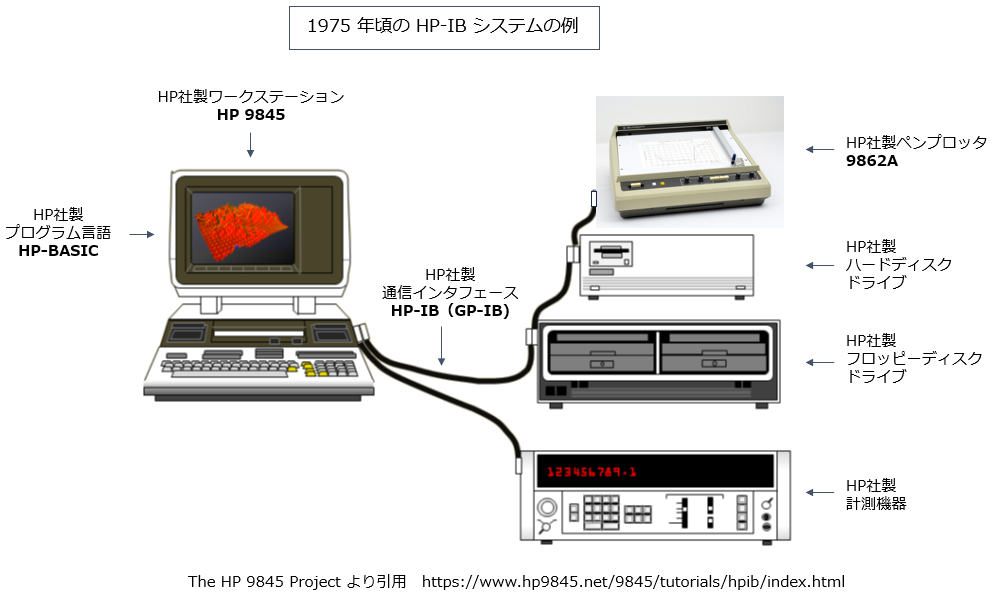 1975 年頃の HP-IB システムの例
HP社製ワークステーション
HP 9845
HP社製ペンプロッタ
9862A
HP社製
プログラム言語
HP-BASIC
HP社製
ハードディスク
ドライブ
HP社製
通信インタフェース
HP-IB（GP-IB）
HP社製
フロッピーディスク
ドライブ
123456789.1
HP社製
計測機器
The HP 9845 Project より引用　https://www.hp9845.net/9845/tutorials/hpib/index.html